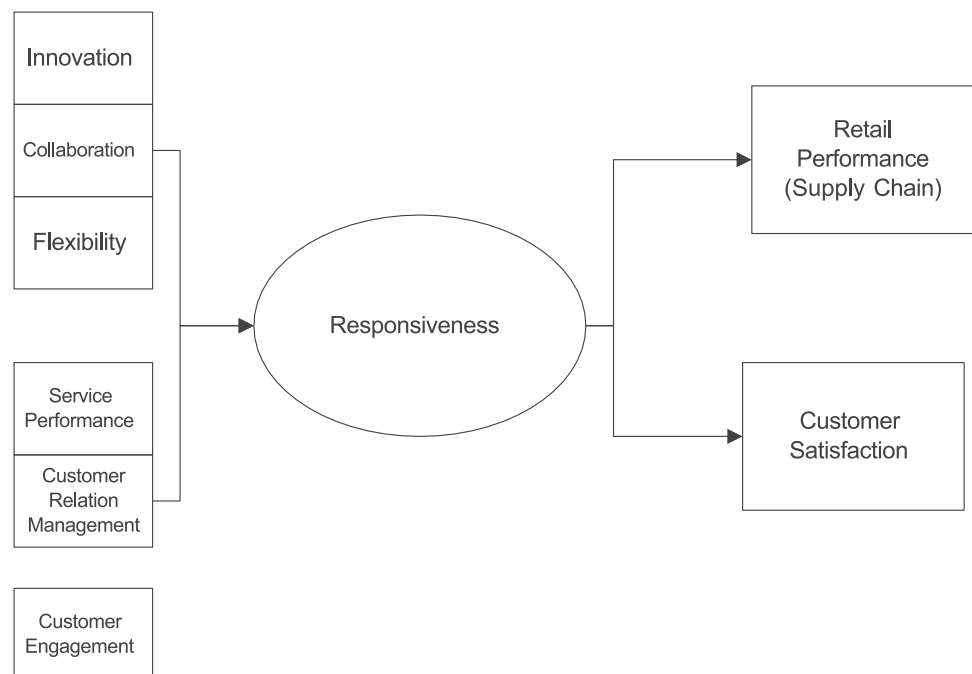 Innovation
Collaboration
Flexibility
Service
Performance
Customer
Relation
Management
Customer
Engagement
Responsiveness
Retail
Performance
(Supply Chain)
Customer
Satisfaction